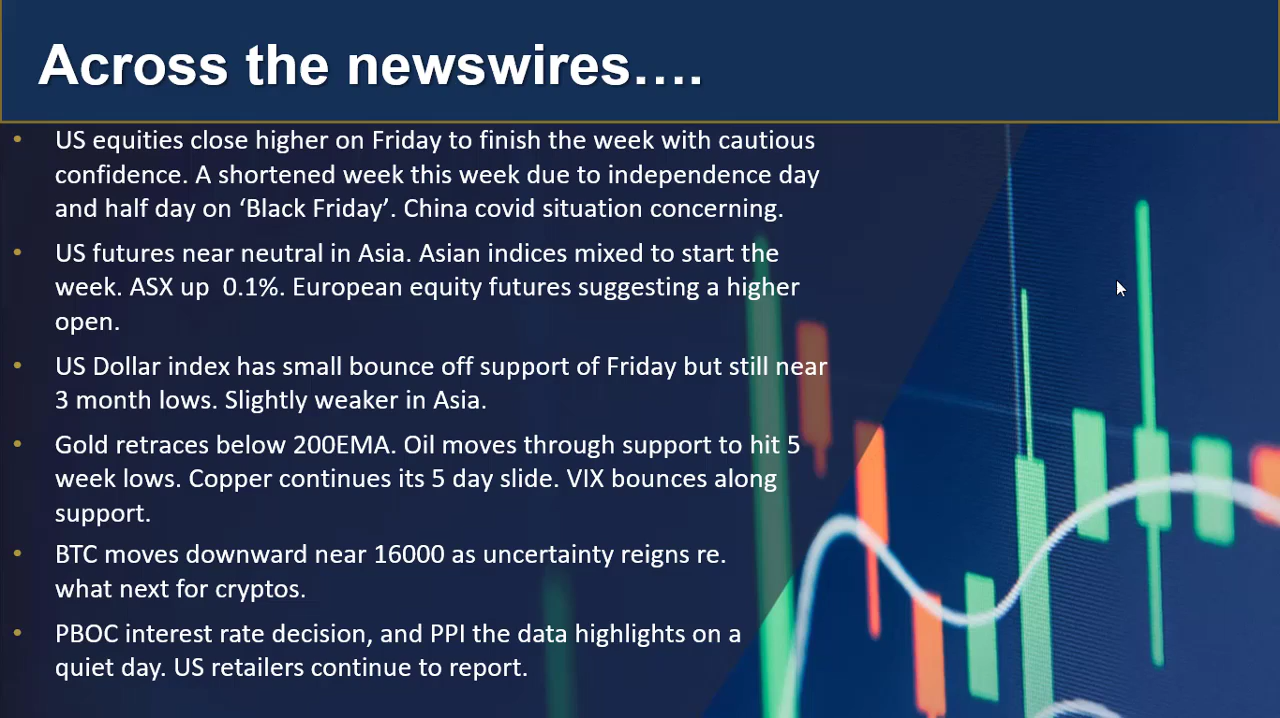 Across the newswires….
• US equities close higher on Friday to finish the week with cautious
confidence. A shortened week this week due to independence day
and half day on ‘Black Friday’. China covid situation concerning.
• US futures near neutral in Asia. Asian indices mixed to start the
week. ASX up  0.1%. European equity futures suggesting a higher
open.
• US Dollar index has small bounce off support of Friday but still near
3 month lows. Slightly weaker in Asia.
• Gold retraces below 200EMA. Oil moves through support to hit 5
week lows. Copper continues its 5 day slide. VIX bounces along
support.
• BTC moves downward near 16000 as uncertainty reigns re.
what next for cryptos.
• PBOC interest rate decision, and PPI the data highlights on a
quiet day. US retailers continue to report.